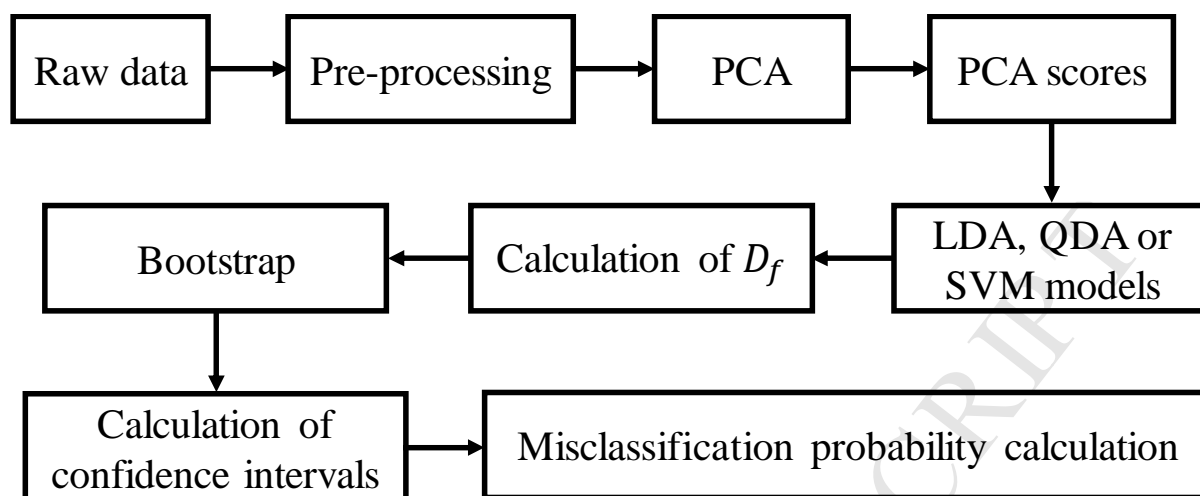 Raw data
Pre-processing
PCA
PCA scores
LDA, QDA or
SVM models
Calculation of D_f
Bootstrap
Calculation of
confidence intervals
Misclassification probability calculation
CRIPT